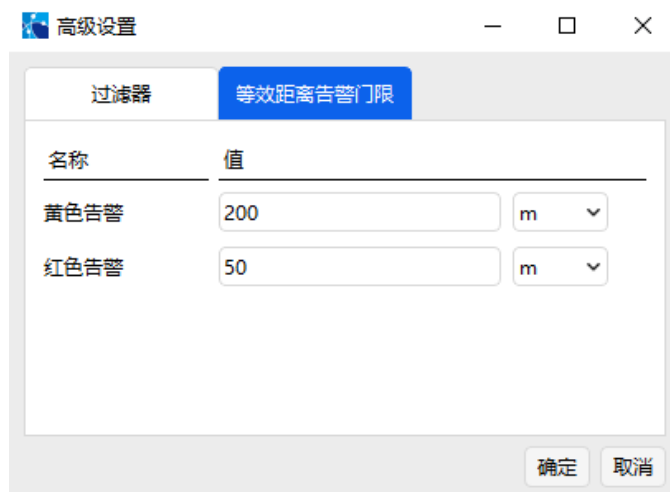 高级设置
过滤器 等效距离告警门限
名称 值
黄色告警 200 m
红色告警 50 m
确定 取消